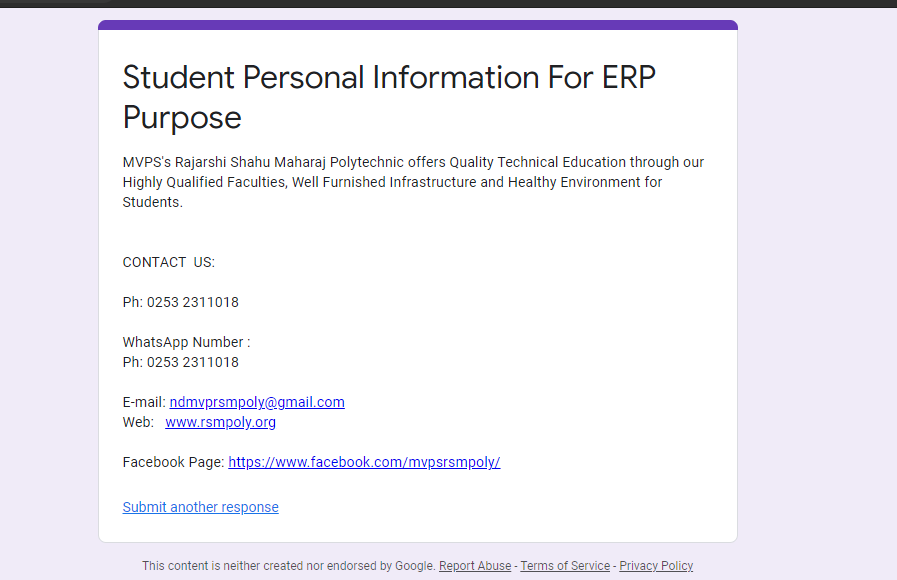 Student Personal Information For ERP
Purpose
MVPS's Rajarshi Shahu Maharaj Polytechnic offers Quality Technical Education through our
Highly Qualified Faculties, Well Furnished Infrastructure and Healthy Environment for
Students.
CONTACT  US:
Ph: 0253 2311018
WhatsApp Number :
Ph: 0253 2311018
E-mail: ndmvprsmpoly@gmail.com
Web:   www.rsmpoly.org
Facebook Page: https://www.facebook.com/mvpsrsmpoly/
Submit another response
This content is neither created nor endorsed by Google. Report Abuse - Terms of Service - Privacy Policy